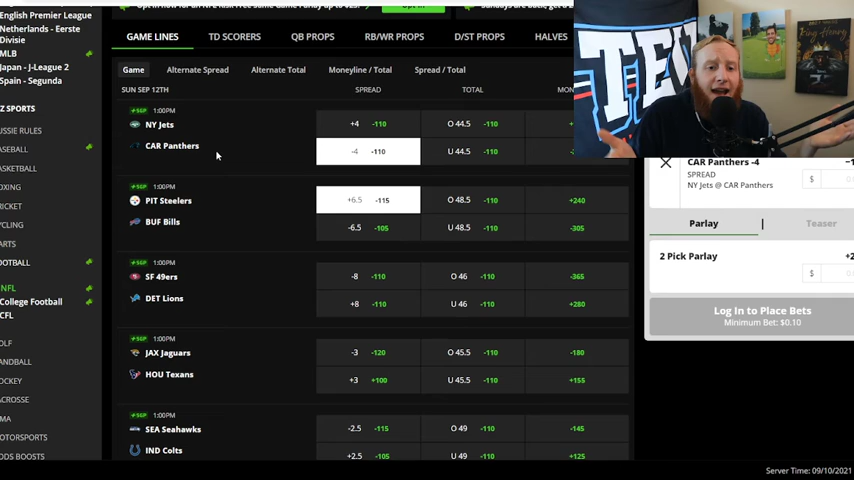 English Premier League
Netherlands - Eerste
Divisie
MLB
Japan - J-League 2
Spain - Segunda
Z SPORTS
USSIE RULES
ASEBALL
ASKETBALL
OXING
RICKET
YCLING
ARTS
OOTBALL
NFL
College Football
CFL
OLF
ANDBALL
OCKEY
ACROSSE
MA
OTORSPORTS
ODDS BOOSTS
GAME LINES TD SCORERS QB PROPS RB/WR PROPS D/ST PROPS HALVES
Game Alternate Spread Alternate Total Moneyline / Total Spread / Total
SUN SEP 12TH SPREAD TOTAL MON
+SGP 1:00PM
NY Jets +4 -110 O 44.5 -110
CAR Panthers -4 -110 U 44.5 -110
+SGP 1:00PM
PIT Steelers +6.5 -115 O 48.5 -110 +240
BUF Bills -6.5 -105 U 48.5 -110 -305
+SGP 1:00PM
SF 49ers -8 -110 O 46 -110 -365
DET Lions +8 -110 U 46 -110 +280
+SGP 1:00PM
JAX Jaguars -3 -120 O 45.5 -110 -180
HOU Texans +3 +100 U 45.5 -110 +155
+SGP 1:00PM
SEA Seahawks -2.5 -115 O 49 -110 -145
IND Colts +2.5 -105 U 49 -110 +125
TEN
KING HENRY
CAR Panthers -4
SPREAD
NY Jets @ CAR Panthers
$
Parlay Teaser
2 Pick Parlay +2
$
Log In to Place Bets
Minimum Bet: $0.10
Server Time: 09/10/2021